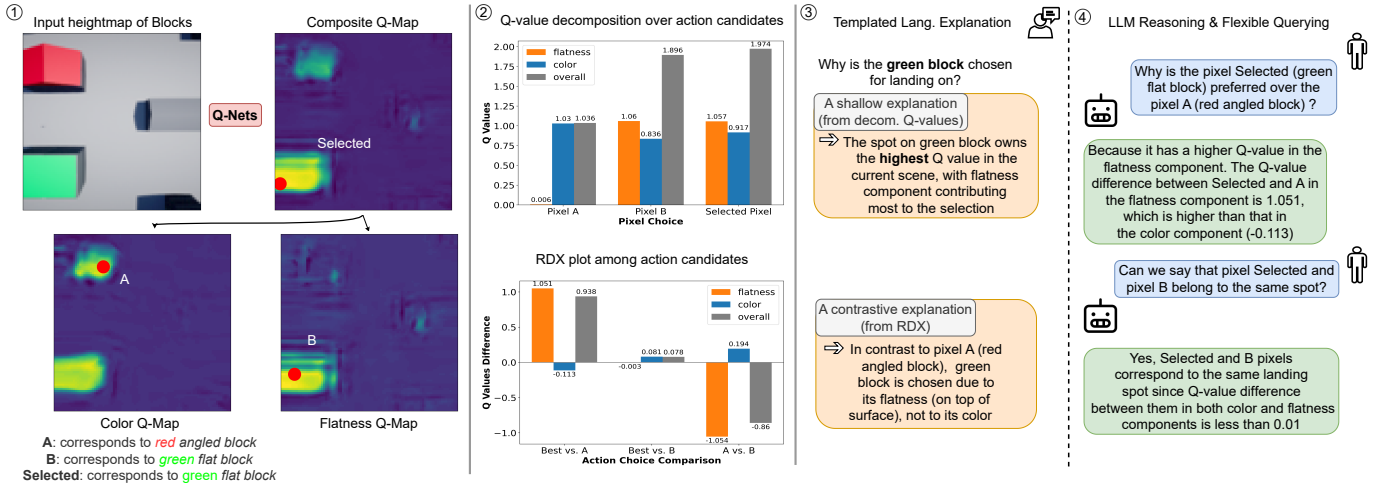 ①
Input heightmap of Blocks
Composite Q-Map
Q-Nets
Selected
A
B
Color Q-Map
Flatness Q-Map
A: corresponds to red angled block
B: corresponds to green flat block
Selected: corresponds to green flat block
②
Q-value decomposition over action candidates
2.00
1.75
1.50
1.25
1.00
0.75
0.50
0.25
0.00
Q Values
flatness
color
overall
0.006
1.03
1.036
1.06
0.836
1.896
1.057
0.917
1.974
Pixel A
Pixel B
Selected Pixel
Pixel Choice
RDX plot among action candidates
1.0
0.5
0.0
−0.5
−1.0
Q Values Difference
flatness
color
overall
1.051
-0.113
0.938
-0.003
0.081
0.078
-1.054
0.194
-0.86
Best vs. A
Best vs. B
A vs. B
Action Choice Comparison
③
Templated Lang. Explanation
Why is the green block chosen
for landing on?
A shallow explanation
(from decom. Q-values)
The spot on green block owns
the highest Q value in the
current scene, with flatness
component contributing
most to the selection
A contrastive explanation
(from RDX)
In contrast to pixel A (red
angled block), green
block is chosen due to
its flatness (on top of
surface), not to its color
④
LLM Reasoning & Flexible Querying
Why is the pixel Selected (green
flat block) preferred over the
pixel A (red angled block) ?
Because it has a higher Q-value in the
flatness component. The Q-value
difference between Selected and A in
the flatness component is 1.051,
which is higher than that in
the color component (-0.113)
Can we say that pixel Selected and
pixel B belong to the same spot?
Yes, Selected and B pixels
correspond to the same landing
spot since Q-value difference
between them in both color and flatness
components is less than 0.01